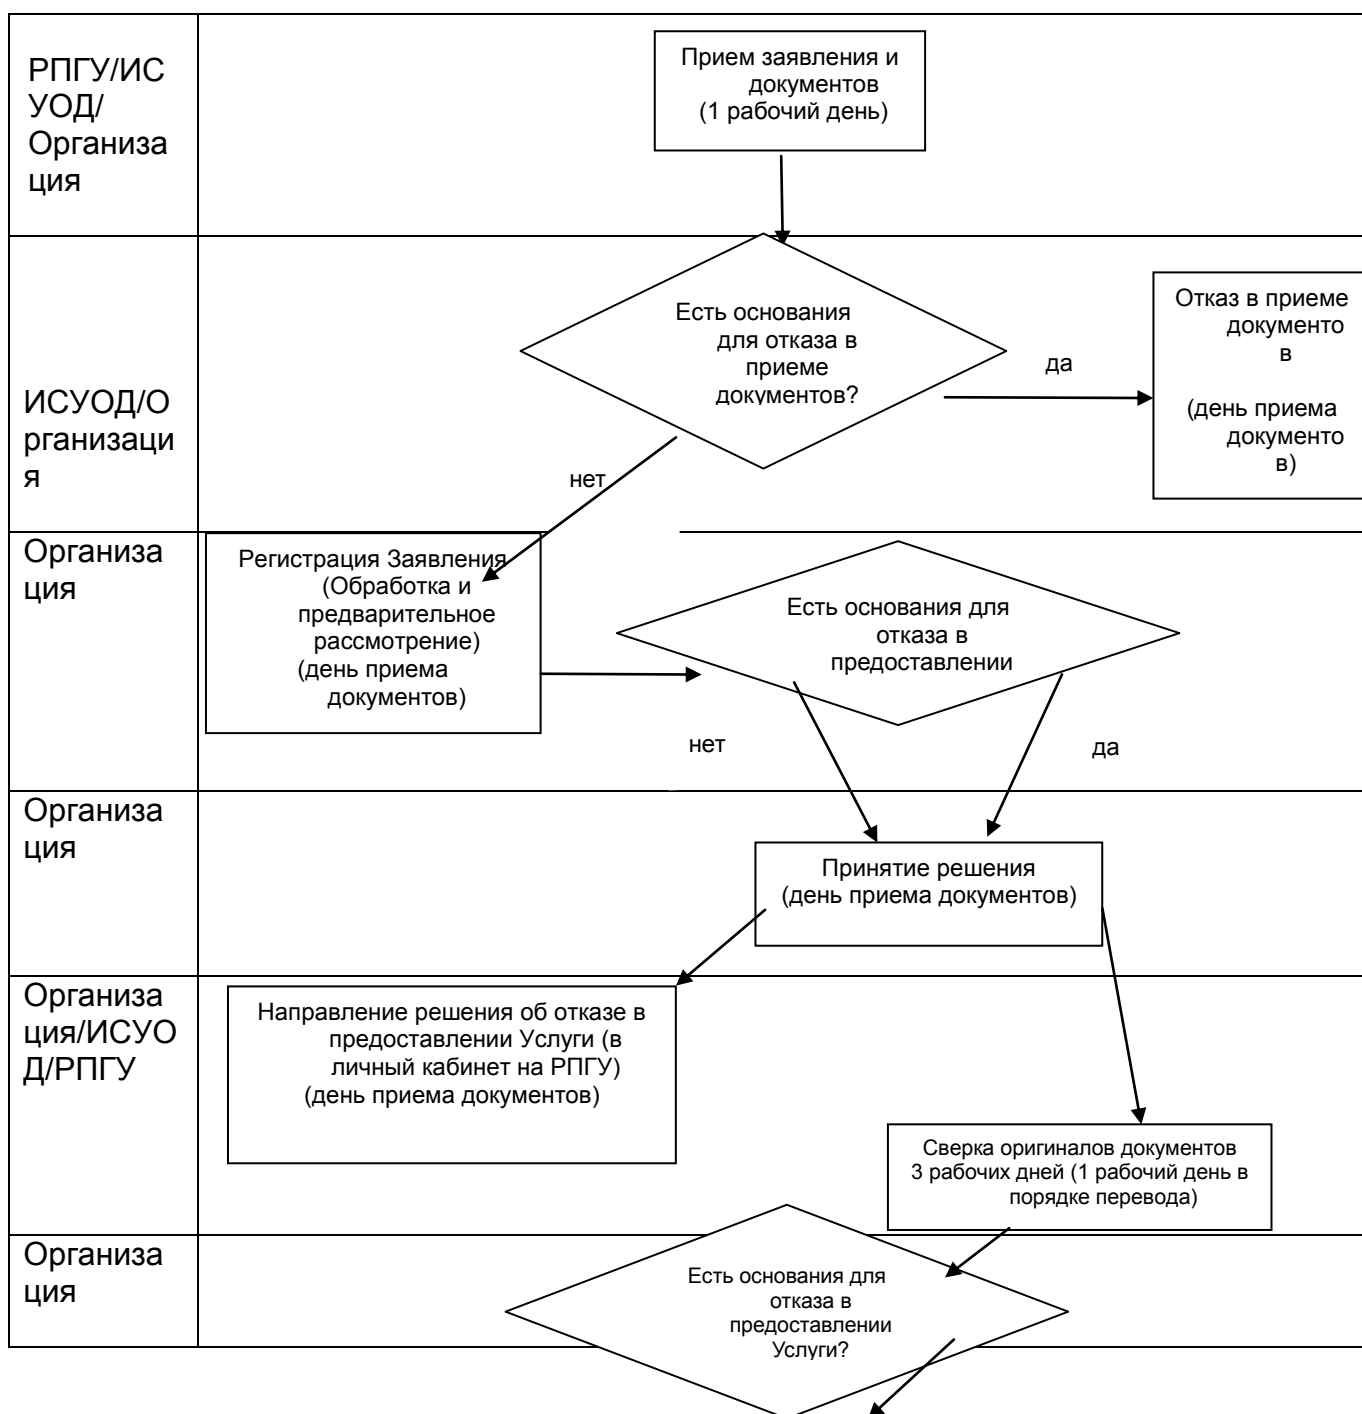 РПГУ/ИС
УОД/
Организа
ция
Прием заявления и
документов
(1 рабочий день)
ИСУОД/О
рганизаци
я
Есть основания
для отказа в
приеме
документов?
да
Отказ в приеме
документо
в
(день приема
документо
в)
нет
Организа
ция
Регистрация Заявления
(Обработка и
предварительное
рассмотрение)
(день приема
документов)
Есть основания для
отказа в
предоставлении
нет
да
Организа
ция
Принятие решения
(день приема документов)
Организа
ция/ИСУО
Д/РПГУ
Направление решения об отказе в
предоставлении Услуги (в
личный кабинет на РПГУ)
(день приема документов)
Сверка оригиналов документов
3 рабочих дней (1 рабочий день в
порядке перевода)
Организа
ция
Есть основания для
отказа в
предоставлении
Услуги?